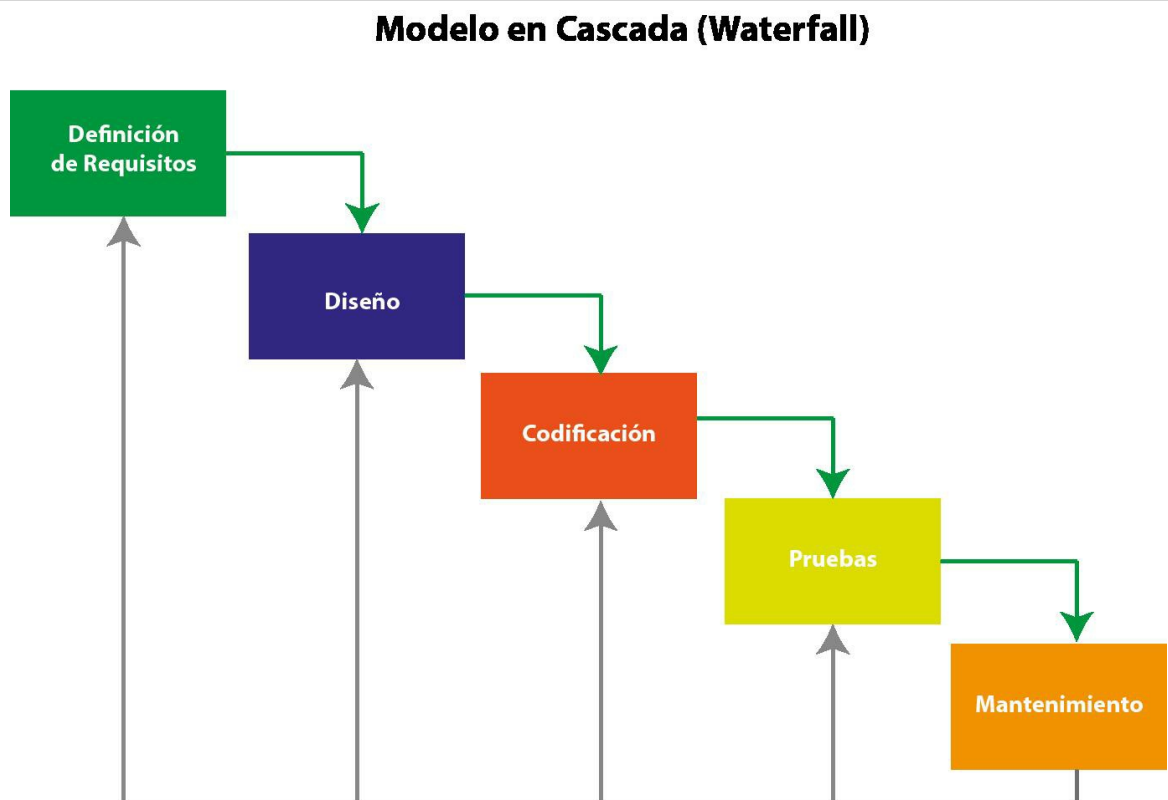 Modelo en Cascada (Waterfall)
Definición
de Requisitos
Diseño
Codificación
Pruebas
Mantenimiento